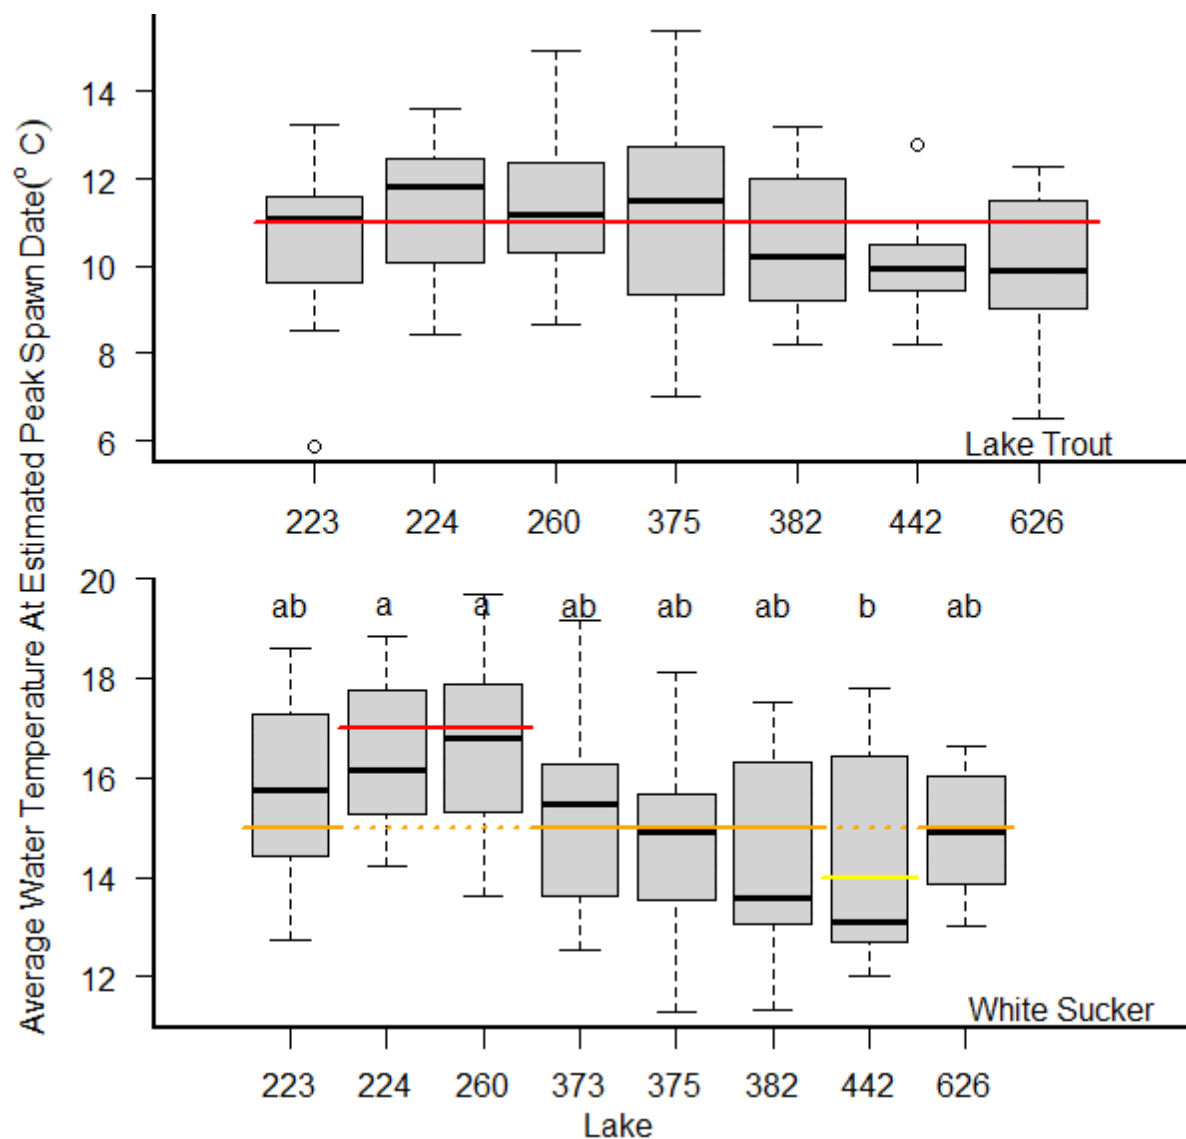 Average Water Temperature At Estimated Peak Spawn Date(° C)
14
12
10
8
6
Lake Trout
223 224 260 375 382 442 626
20
18
16
14
12
ab a a ab ab ab b ab
White Sucker
223 224 260 373 375 382 442 626
Lake